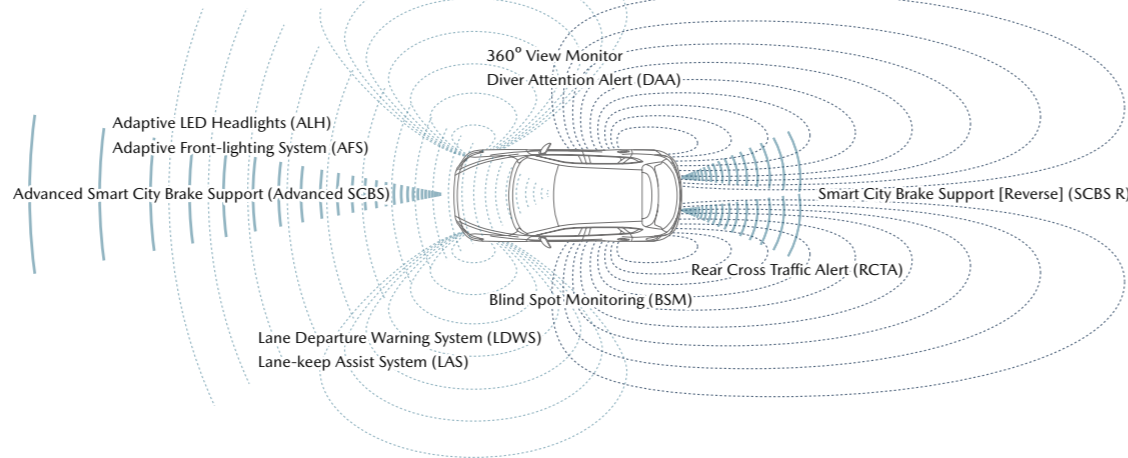 360° View Monitor
Diver Attention Alert (DAA)
Adaptive LED Headlights (ALH)
Adaptive Front-lighting System (AFS)
Advanced Smart City Brake Support (Advanced SCBS)
Smart City Brake Support [Reverse] (SCBS R)
Rear Cross Traffic Alert (RCTA)
Blind Spot Monitoring (BSM)
Lane Departure Warning System (LDWS)
Lane-keep Assist System (LAS)